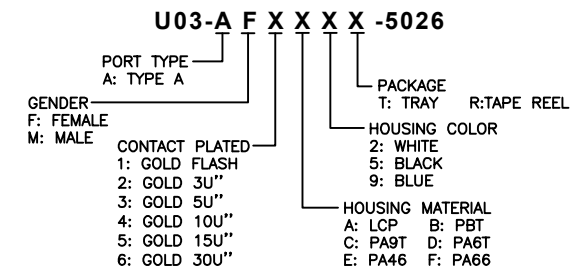 U03-A F X X X X -5026
PORT TYPE
A: TYPE A
PACKAGE
T: TRAY R:TAPE REEL
GENDER
F: FEMALE
M: MALE
HOUSING COLOR
2: WHITE
5: BLACK
9: BLUE
CONTACT PLATED
1: GOLD FLASH
2: GOLD 3U''
3: GOLD 5U''
4: GOLD 10U''
5: GOLD 15U''
6: GOLD 30U''
HOUSING MATERIAL
A: LCP B: PBT
C: PA9T D: PA6T
E: PA46 F: PA66